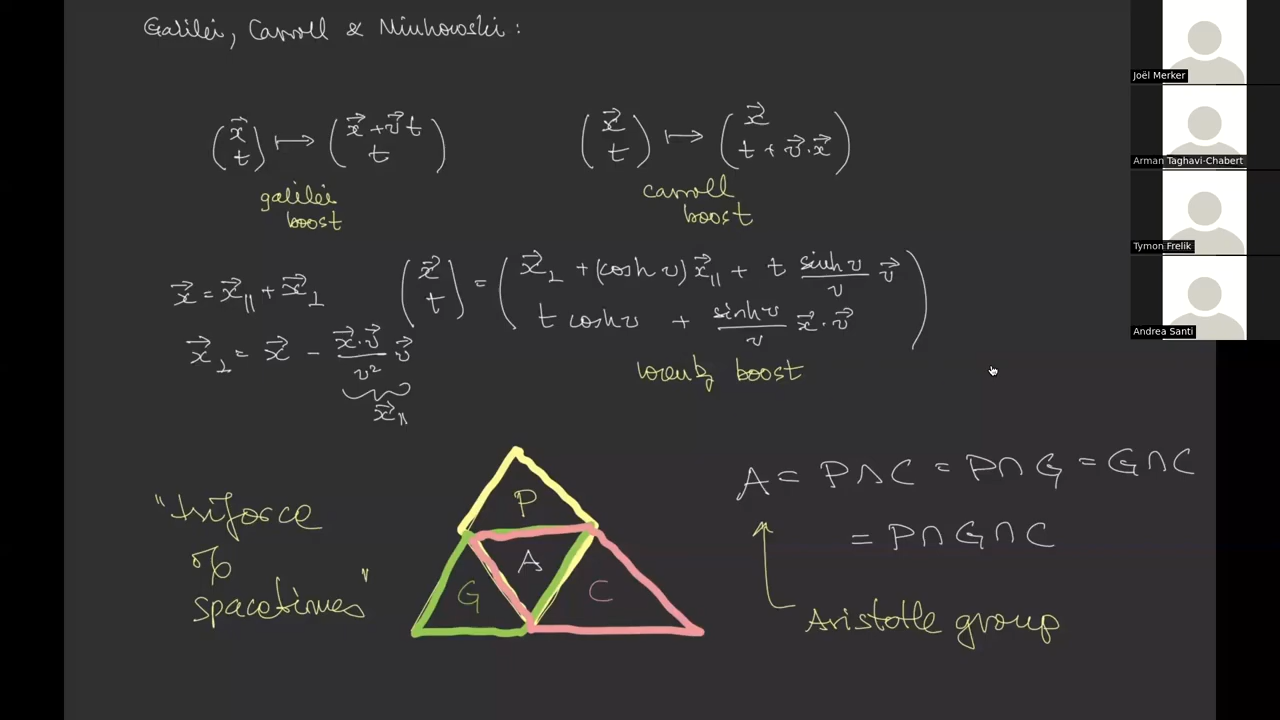 Galilei, Carroll & Minkowski :
(x⃗ t) ↦ (x⃗ + v⃗ t t)
galilei boost
(x⃗ t) ↦ (x⃗ t + v⃗ · x⃗)
carroll boost
x⃗ = x⃗∥ + x⃗⊥
x⃗⊥ = x⃗ − x⃗·v⃗/v² v⃗
x⃗∥
(x⃗ t) = (x⃗⊥ + (cosh v) x⃗∥ + t sinh v/v v⃗ t cosh v + sinh v/v x⃗ · v⃗)
lorentz boost
"triforce
of
spacetimes"
P
A
G
C
A = P∩C = P∩G = G∩C
= P∩G∩C
Aristotle group
Joël Merker
Arman Taghavi-Chabert
Tymon Frelik
Andrea Santi